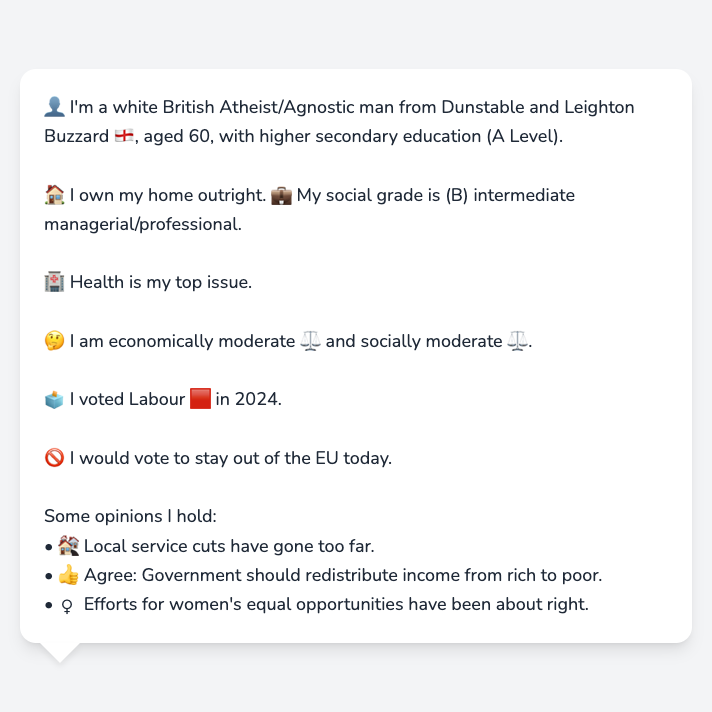 👤 I'm a white British Atheist/Agnostic man from Dunstable and Leighton
Buzzard 🏴󠁧󠁢󠁥󠁮󠁧󠁿, aged 60, with higher secondary education (A Level).
🏠 I own my home outright. 💼 My social grade is (B) intermediate
managerial/professional.
🏥 Health is my top issue.
🤔 I am economically moderate ⚖️ and socially moderate ⚖️.
🗳️ I voted Labour 🟥 in 2024.
🚫 I would vote to stay out of the EU today.
Some opinions I hold:
• 🏚️ Local service cuts have gone too far.
• 👍 Agree: Government should redistribute income from rich to poor.
• ♀ Efforts for women's equal opportunities have been about right.